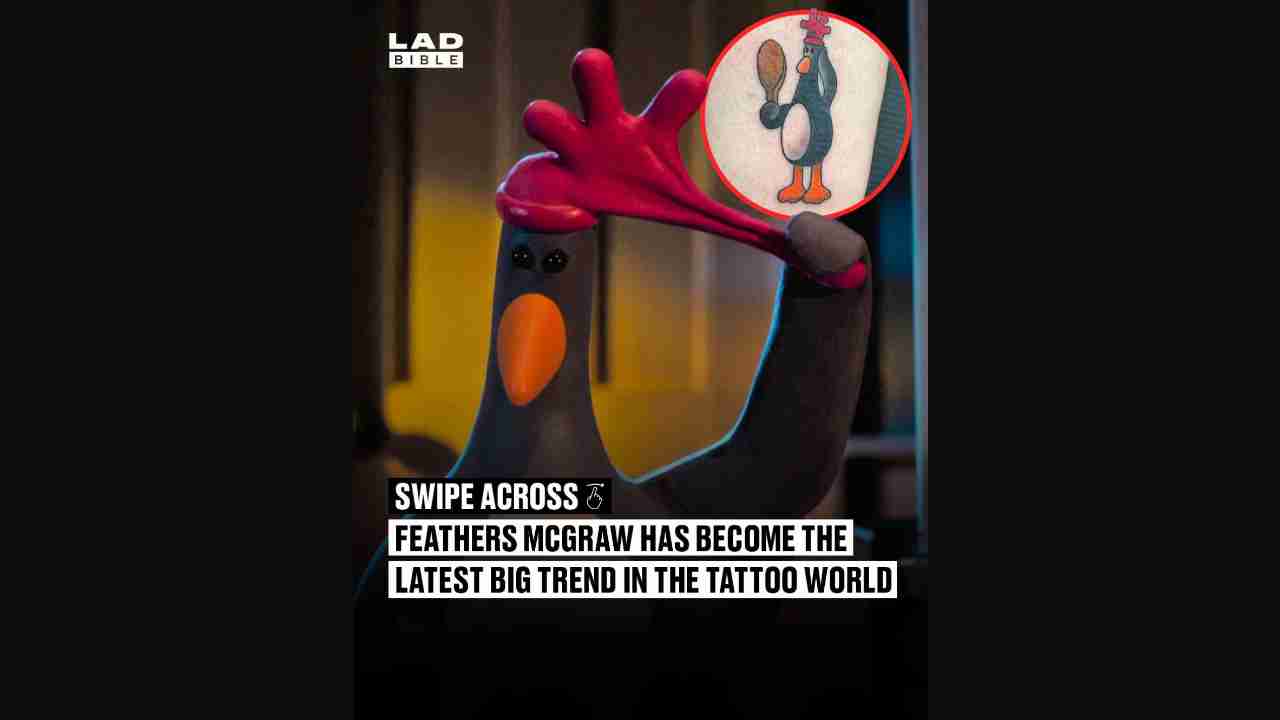 LAD
BIBLE
SWIPE ACROSS
FEATHERS MCGRAW HAS BECOME THE
LATEST BIG TREND IN THE TATTOO WORLD